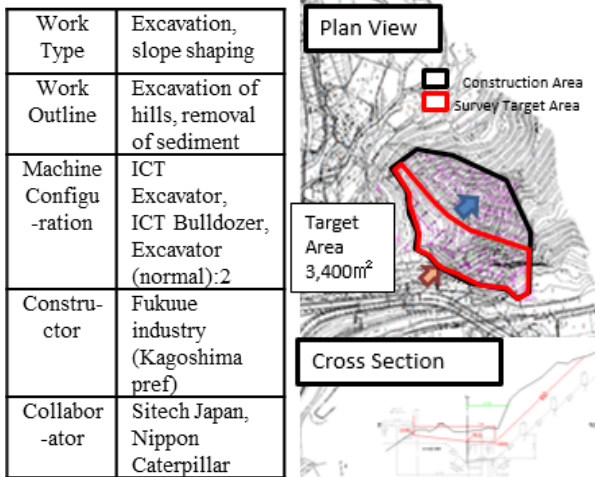 Work
Type
Excavation,
slope shaping
Work
Outline
Excavation of
hills, removal
of sediment
Machine
Configu
-ration
ICT
Excavator,
ICT Bulldozer,
Excavator
(normal):2
Constru-
ctor
Fukuue
industry
(Kagoshima
pref)
Collabor
-ator
Sitech Japan,
Nippon
Caterpillar
Plan View
Construction Area
Survey Target Area
Target
Area
3,400m²
Cross Section